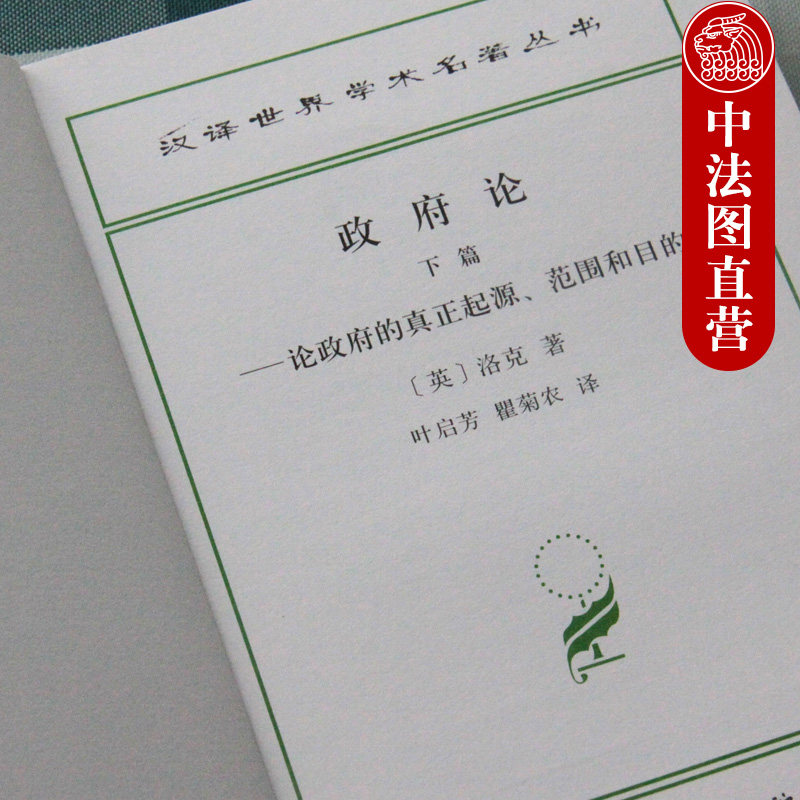 汉译世界学术名著丛书
政府论
下篇
——论政府的真正起源、范围和目的
〔英〕洛克 著
叶启芳 瞿菊农 译
中法图直营